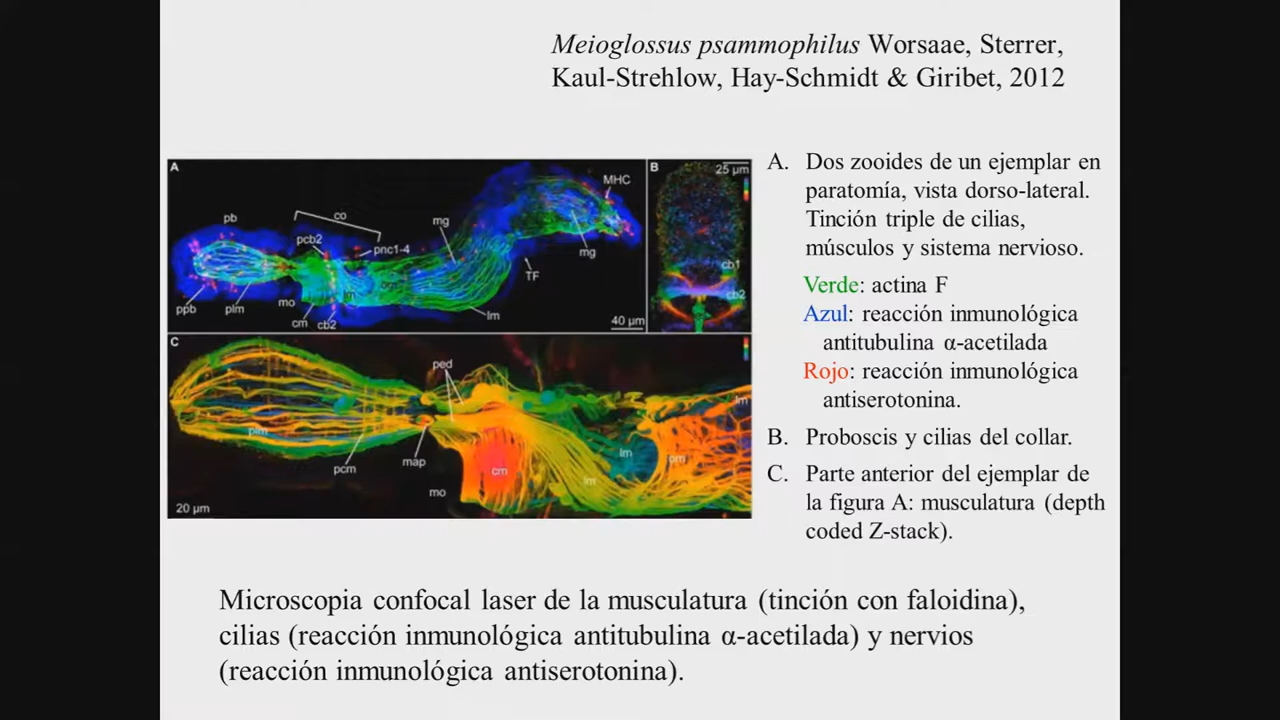 Meioglossus psammophilus Worsaae, Sterrer,
Kaul-Strehlow, Hay-Schmidt & Giribet, 2012
A
pb
co
pcb2
pnc1-4
mg
MHC
mg
TF
ppb
plm
mo
cm
cb2
lm
40 µm
B
25 µm
cb1
cb2
C
ped
lm
plm
pcm
map
cm
mo
lm
lm
20 µm
A. Dos zooides de un ejemplar en
paratomía, vista dorso-lateral.
Tinción triple de cilias,
músculos y sistema nervioso.
Verde: actina F
Azul: reacción inmunológica
antitubulina α-acetilada
Rojo: reacción inmunológica
antiserotonina.
B. Proboscis y cilias del collar.
C. Parte anterior del ejemplar de
la figura A: musculatura (depth
coded Z-stack).
Microscopia confocal laser de la musculatura (tinción con faloidina),
cilias (reacción inmunológica antitubulina α-acetilada) y nervios
(reacción inmunológica antiserotonina).